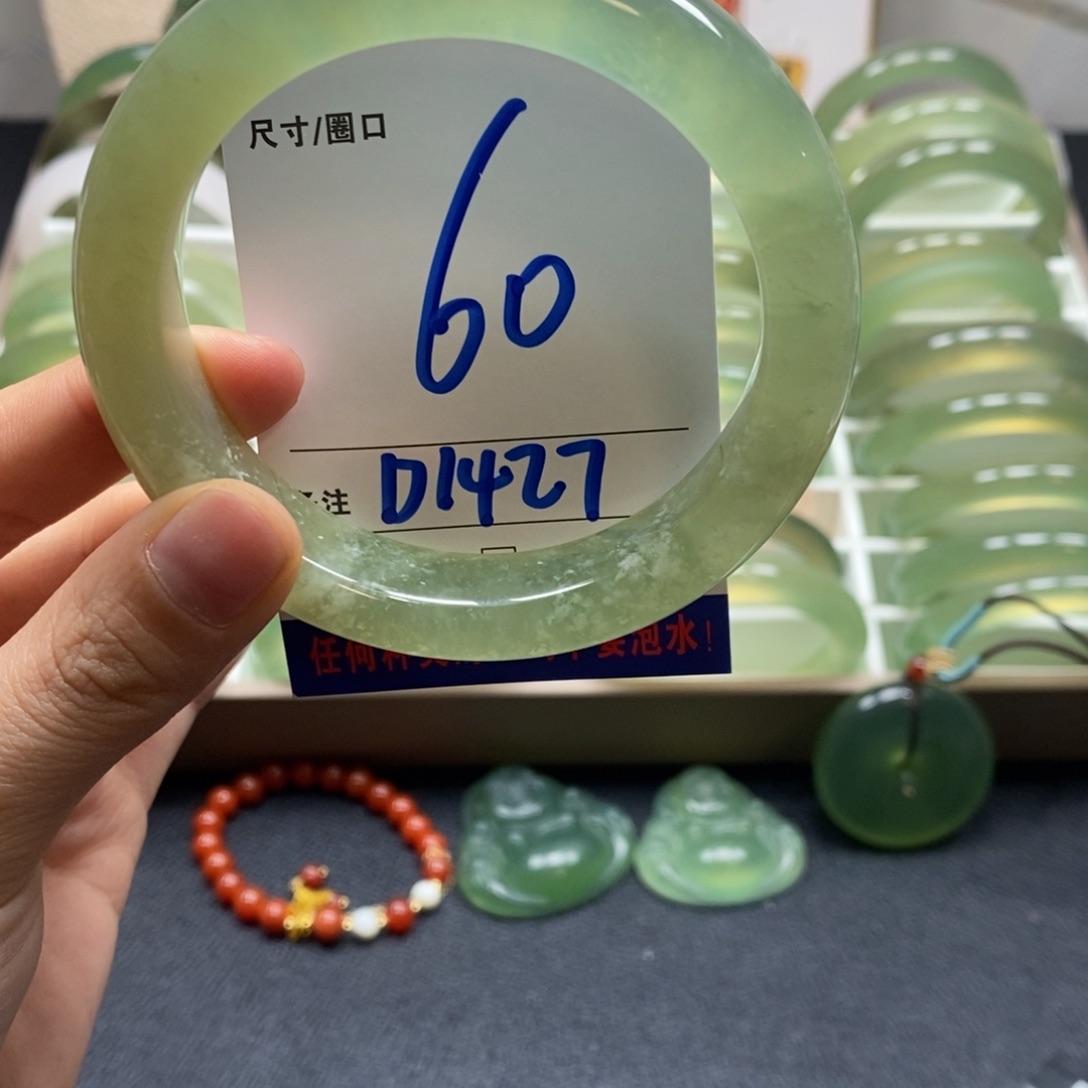 尺寸/圈口
60
注 D1427
任何 泡水！